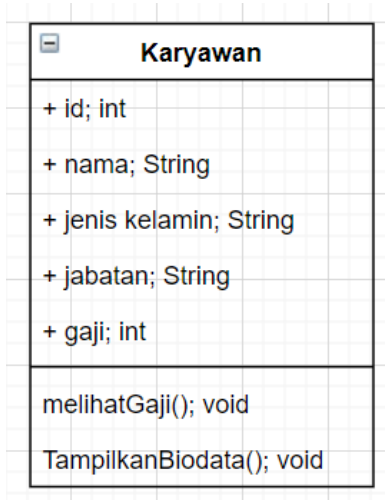 Karyawan
+ id; int
+ nama; String
+ jenis kelamin; String
+ jabatan; String
+ gaji; int
melihatGaji(); void
TampilkanBiodata(); void